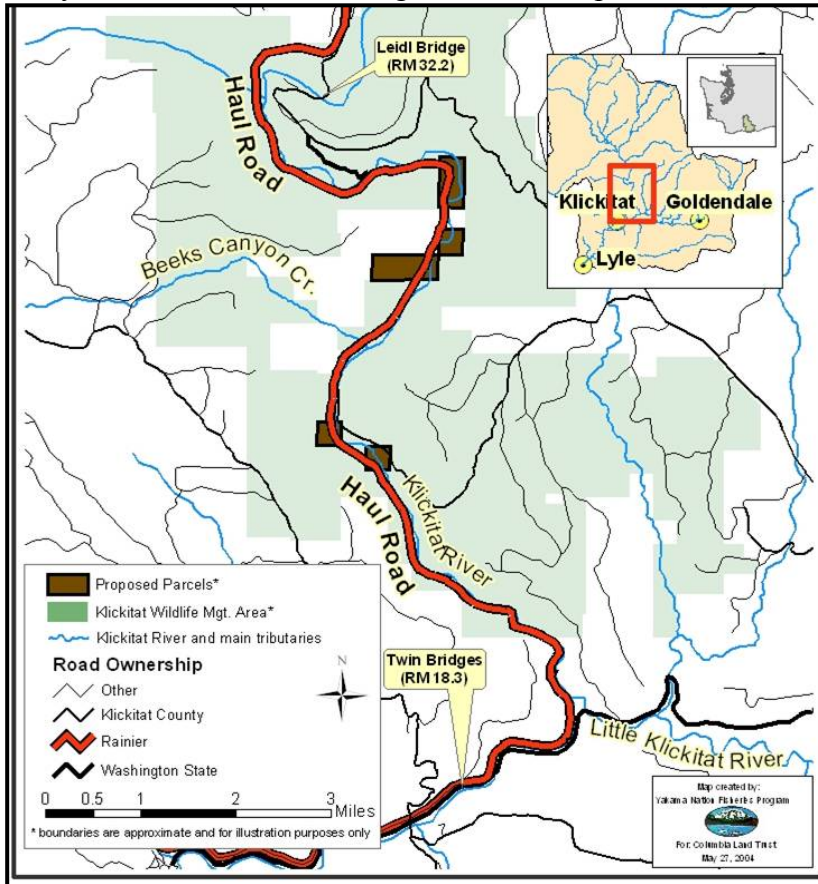 Leidl Bridge
(RM 32.2)
Haul Road
Klickitat
Goldendale
Lyle
Beeks Canyon Cr.
Haul Road
Klickitat River
Twin Bridges
(RM 18.3)
Little Klickitat River
Proposed Parcels*
Klickitat Wildlife Mgt. Area*
Klickitat River and main tributaries
Road Ownership
Other
Klickitat County
Rainier
Washington State
N
0 0.5 1 2 3 Miles
* boundaries are approximate and for illustration purposes only
Map created by:
Yakama Nation Fisheries Program
For: Columbia Land Trust
May 27, 2004